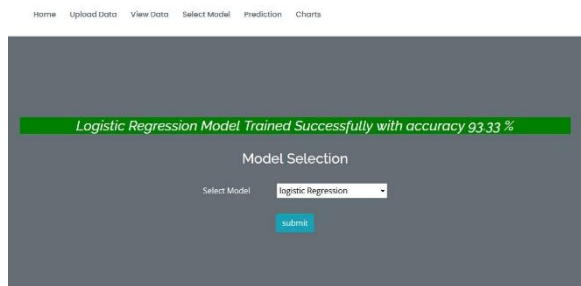 Home Upload Data View Data Select Model Prediction Charts
Logistic Regression Model Trained Successfully with accuracy 93.33 %
Model Selection
Select Model logistic Regression
submit